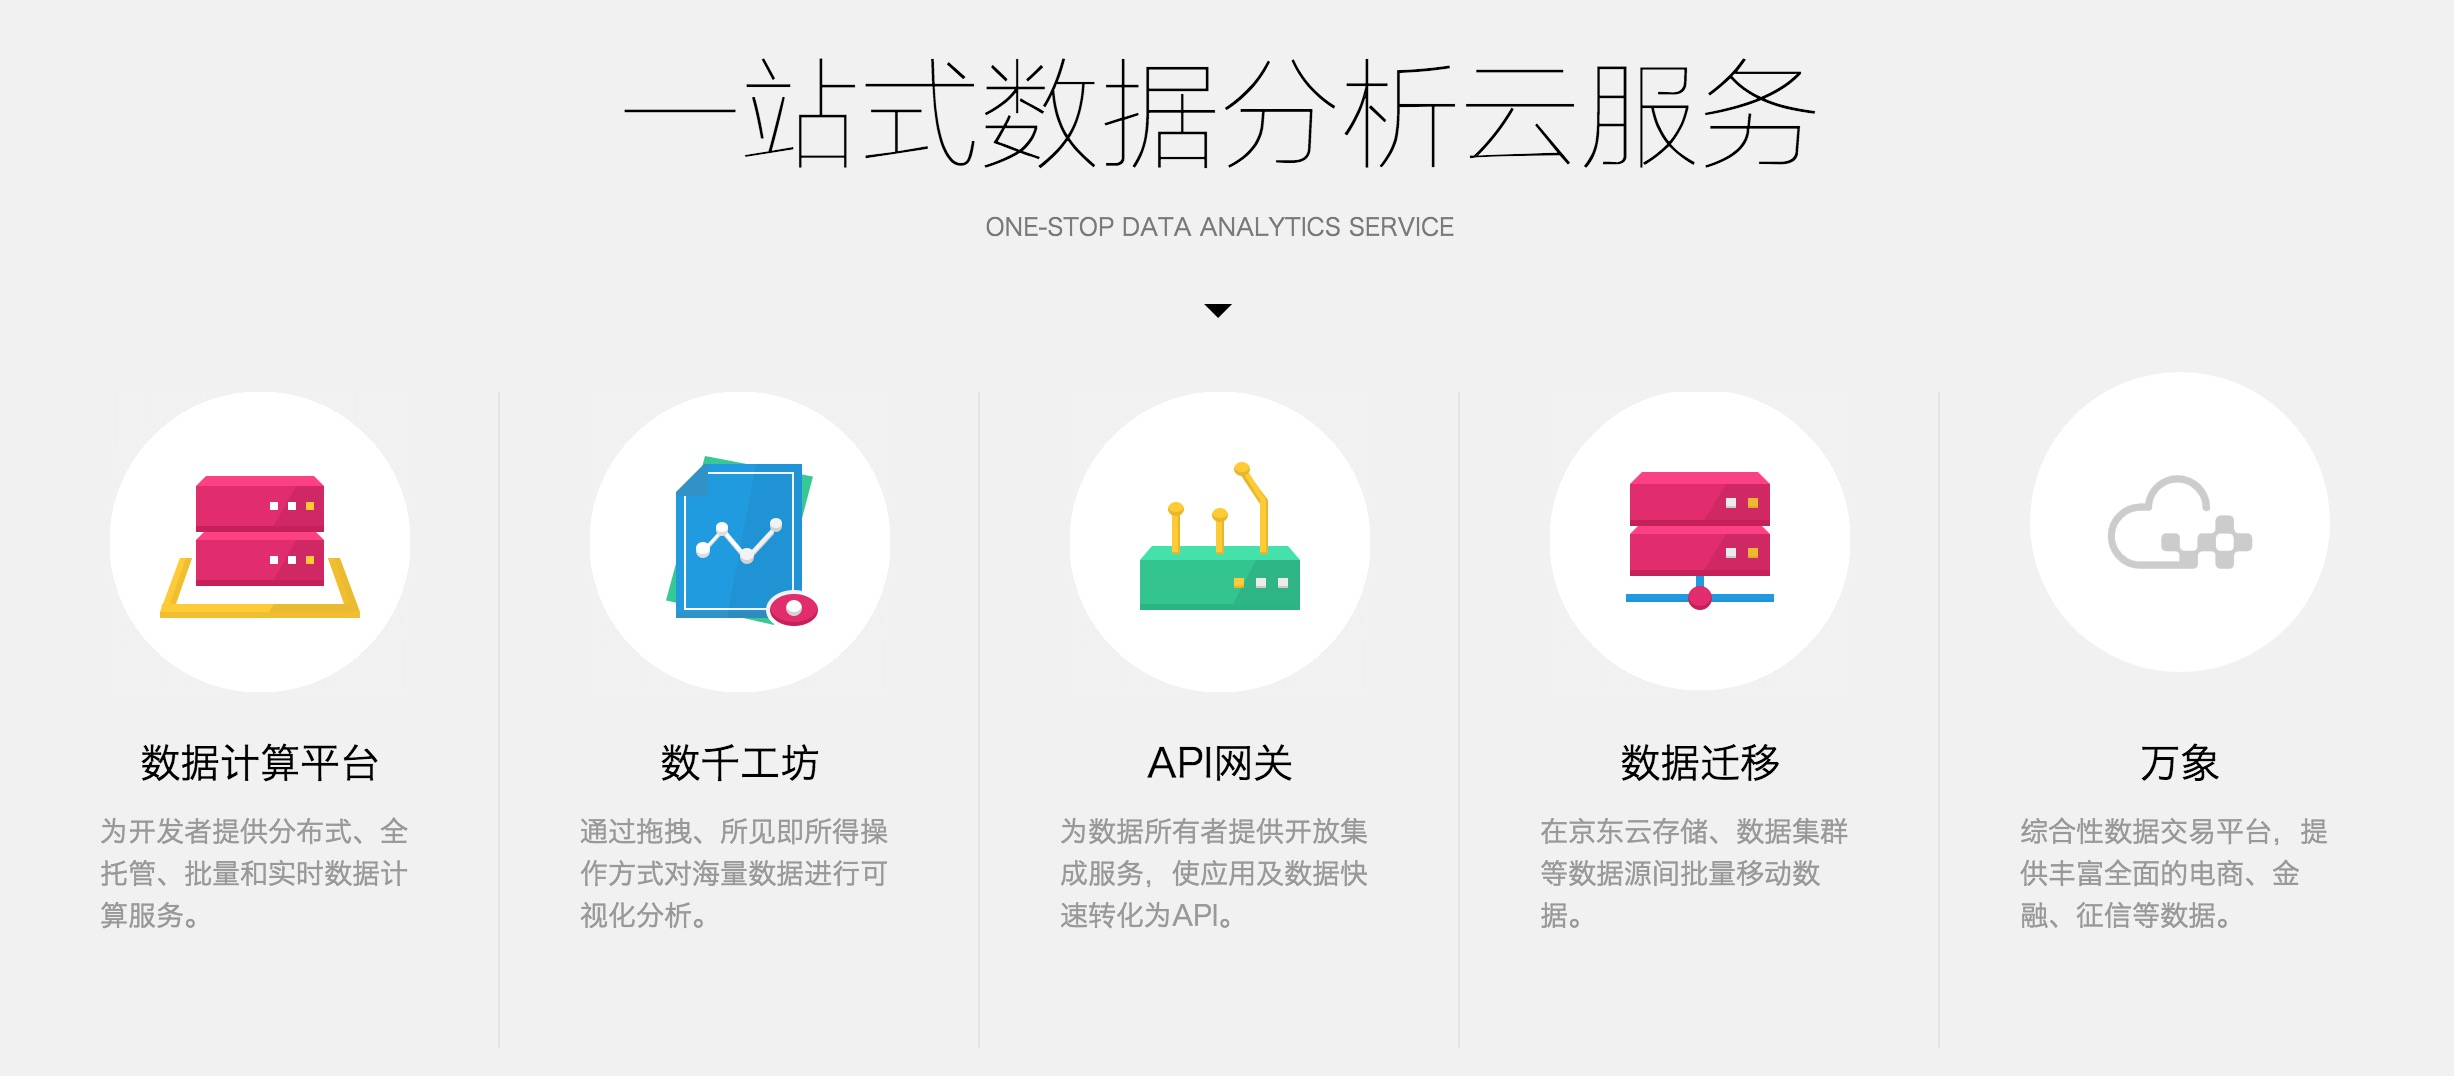 一站式数据分析云服务
ONE-STOP DATA ANALYTICS SERVICE
数据计算平台
为开发者提供分布式、全
托管、批量和实时数据计
算服务。
数千工坊
通过拖拽、所见即所得操
作方式对海量数据进行可
视化分析。
API网关
为数据所有者提供开放集
成服务，使应用及数据快
速转化为API。
数据迁移
在京东云存储、数据集群
等数据源间批量移动数
据。
万象
综合性数据交易平台，提
供丰富全面的电商、金
融、征信等数据。